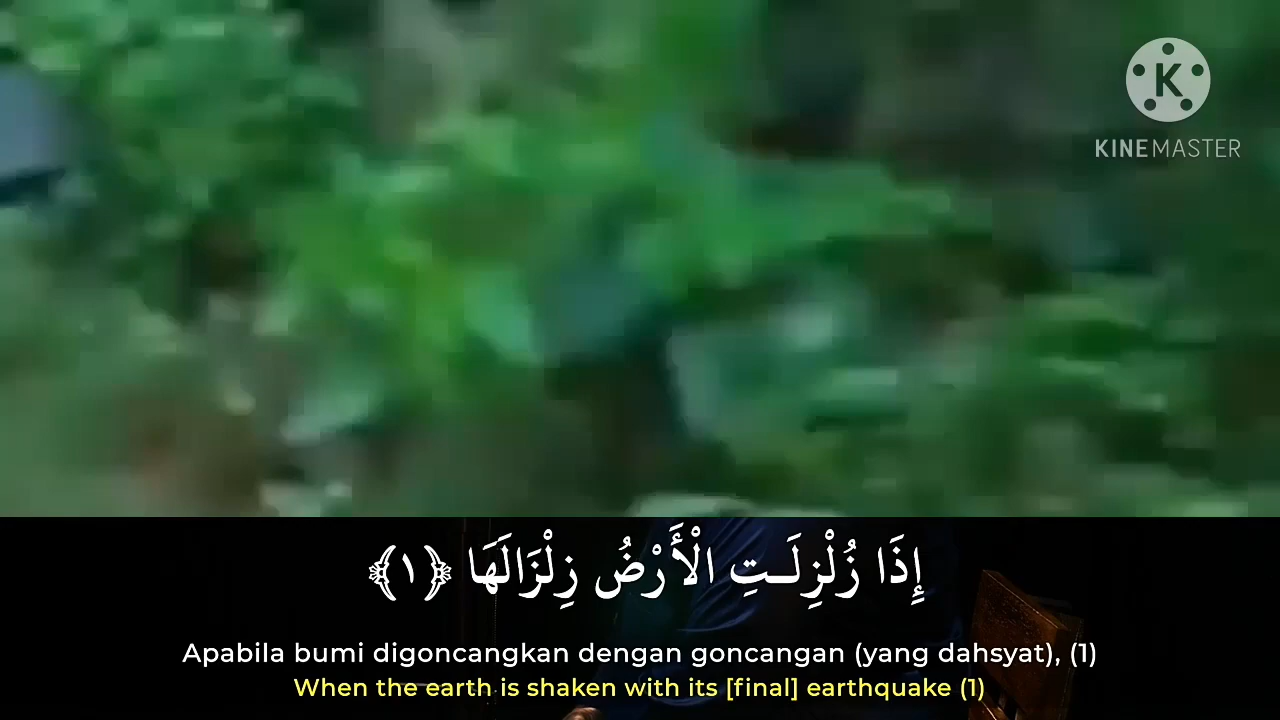 KINEMASTER
إِذَا زُلْزِلَـتِ الْأَرْضُ زِلْزَالَهَا ﴿١﴾
Apabila bumi digoncangkan dengan goncangan (yang dahsyat), (1)
When the earth is shaken with its [final] earthquake (1)